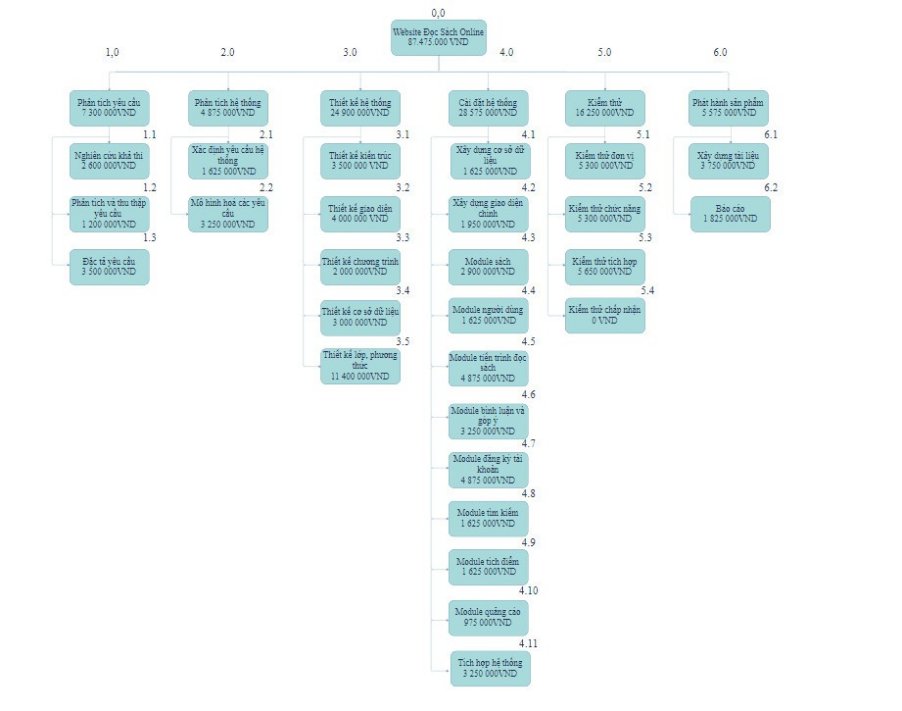 0,0
Website Đọc Sách Online
87.475.000 VND
1,0
2.0
3.0
4.0
5.0
6.0
Phân tích yêu cầu
7 300 000VND
Phân tích hệ thống
4 875 000VND
Thiết kế hệ thống
24 900 000VND
Cài đặt hệ thống
28 575 000VND
Kiểm thử
16 250 000VND
Phát hành sản phẩm
5 575 000VND
1.1
Nghiên cứu khả thi
2 600 000VND
1.2
Phân tích và thu thập
yêu cầu
1 200 000VND
1.3
Đặc tả yêu cầu
3 500 000VND
2.1
Xác định yêu cầu hệ
thống
1 625 000VND
2.2
Mô hình hoá các yêu
cầu
3 250 000VND
3.1
Thiết kế kiến trúc
3 500 000 VND
3.2
Thiết kế giao diện
4 000 000 VND
3.3
Thiết kế chương trình
2 000 000VND
3.4
Thiết kế cơ sở dữ liệu
3 000 000VND
3.5
Thiết kế lớp, phương
thức
11 400 000VND
4.1
Xây dựng cơ sở dữ
liệu
1 625 000VND
4.2
Xây dựng giao diện
chính
1 950 000VND
4.3
Module sách
2 900 000VND
4.4
Module người dùng
1 625 000VND
4.5
Module tiến trình đọc
sách
4 875 000VND
4.6
Module bình luận và
góp ý
3 250 000VND
4.7
Module đăng ký tài
khoản
4 875 000VND
4.8
Module tìm kiếm
1 625 000VND
4.9
Module tích điểm
1 625 000VND
4.10
Module quảng cáo
975 000VND
4.11
Tích hợp hệ thống
3 250 000VND
5.1
Kiểm thử đơn vị
5 300 000VND
5.2
Kiểm thử chức năng
5 300 000VND
5.3
Kiểm thử tích hợp
5 650 000VND
5.4
Kiểm thử chấp nhận
0 VND
6.1
Xây dựng tài liệu
3 750 000VND
6.2
Báo cáo
1 825 000VND